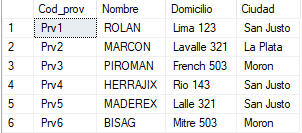 Cod_prov Nombre Domicilio Ciudad
1 Prv1 ROLAN Lima 123 San Justo
2 Prv2 MARCON Lavalle 321 La Plata
3 Prv3 PIROMAN French 503 Moron
4 Prv4 HERRAJIX Rio 143 San Justo
5 Prv5 MADEREX Lalle 321 San Justo
6 Prv6 BISAG Mitre 503 Moron